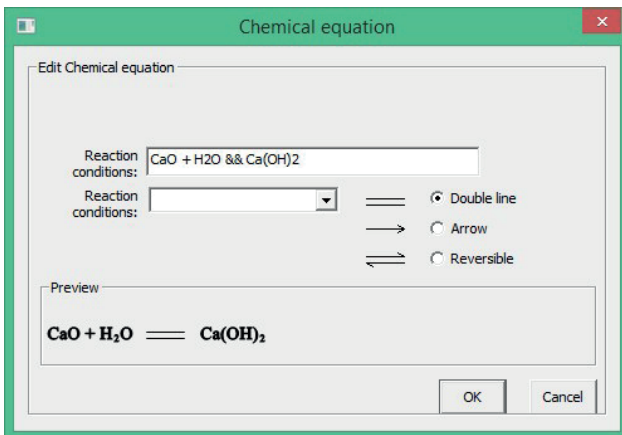 Chemical equation
Edit Chemical equation
Reaction
conditions:
CaO + H2O && Ca(OH)2
Reaction
conditions:
Double line
Arrow
Reversible
Preview
CaO + H₂O ══ Ca(OH)₂
OK
Cancel